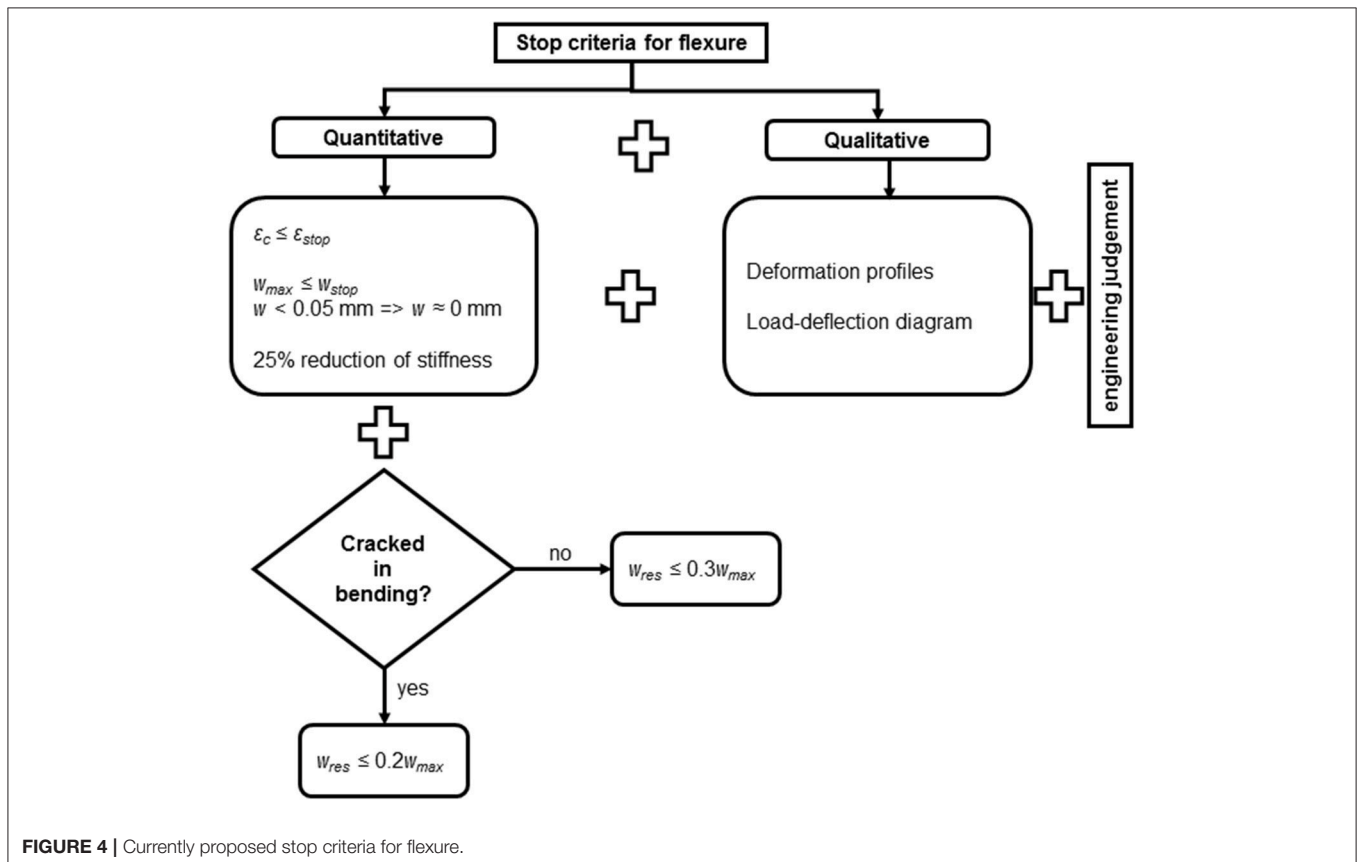 Stop criteria for flexure
Quantitative
Qualitative
εc ≤ εstop
wmax ≤ wstop
w < 0.05 mm => w ≈ 0 mm
25% reduction of stiffness
Deformation profiles
Load-deflection diagram
engineering judgement
Cracked
in
bending?
no
wres ≤ 0.3wmax
yes
wres ≤ 0.2wmax
FIGURE 4 | Currently proposed stop criteria for flexure.